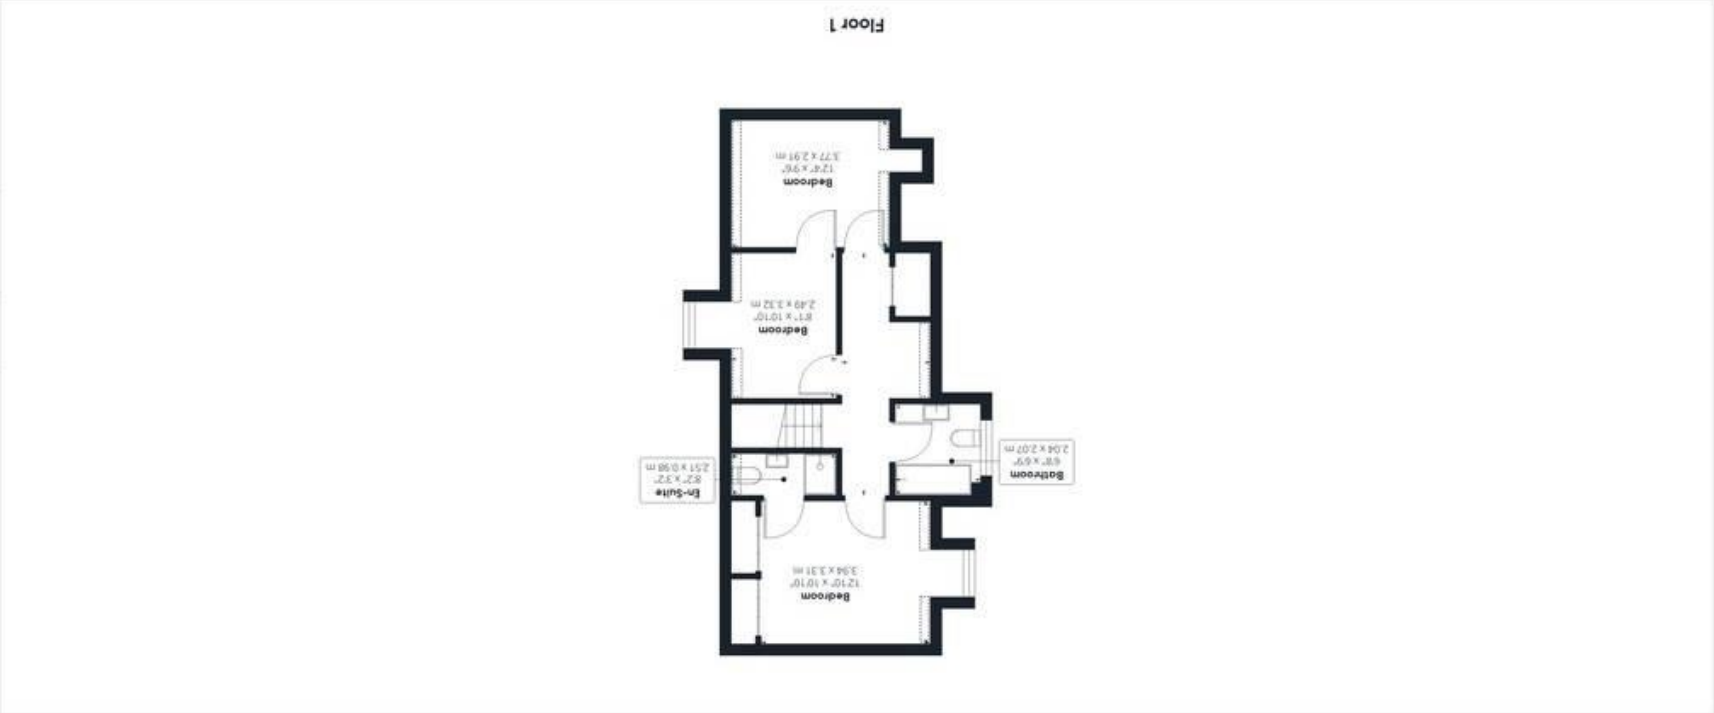 Bedroom
12'10" x 10'10"
3.94 x 3.31 m
Bathroom
6'8" x 6'9"
2.04 x 2.07 m
En-Suite
8'2" x 3'2"
2.51 x 0.98 m
Bedroom
8'1" x 10'10"
2.49 x 3.32 m
Bedroom
12'4" x 9'6"
3.77 x 2.91 m
Floor 1